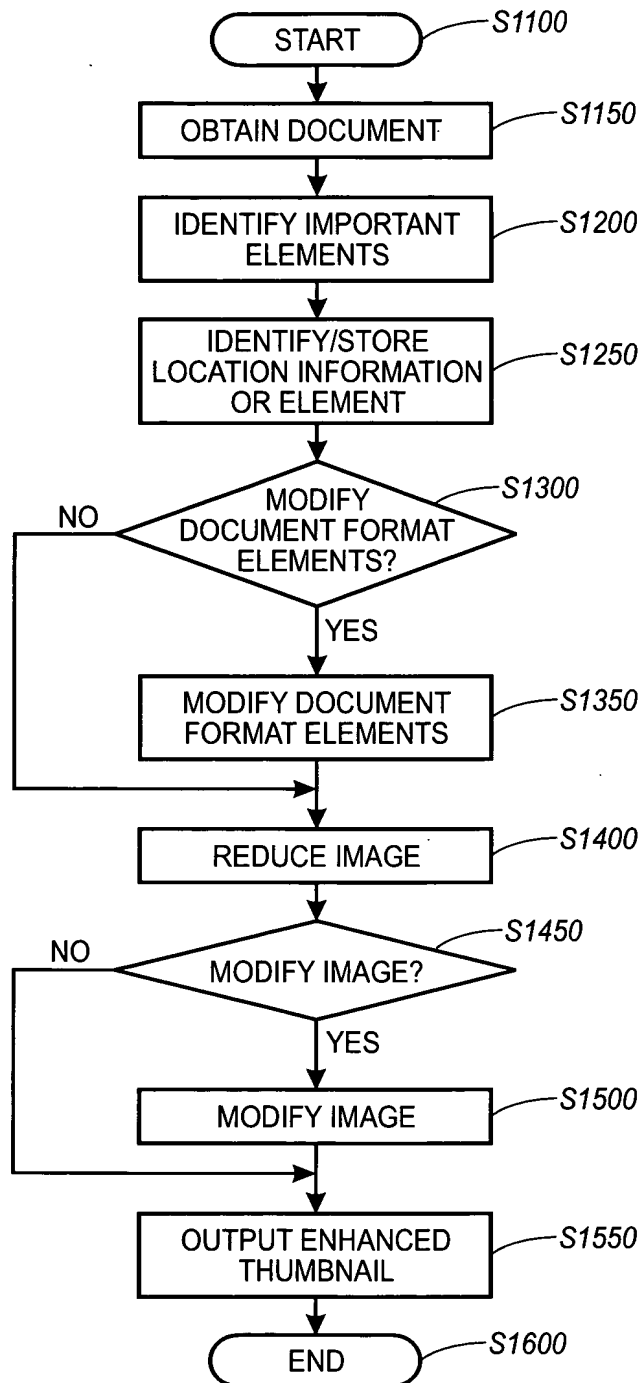 START
S1100
OBTAIN DOCUMENT
S1150
IDENTIFY IMPORTANT
ELEMENTS
S1200
IDENTIFY/STORE
LOCATION INFORMATION
OR ELEMENT
S1250
MODIFY
DOCUMENT FORMAT
ELEMENTS?
S1300
NO
YES
MODIFY DOCUMENT
FORMAT ELEMENTS
S1350
REDUCE IMAGE
S1400
MODIFY IMAGE?
S1450
NO
YES
MODIFY IMAGE
S1500
OUTPUT ENHANCED
THUMBNAIL
S1550
END
S1600